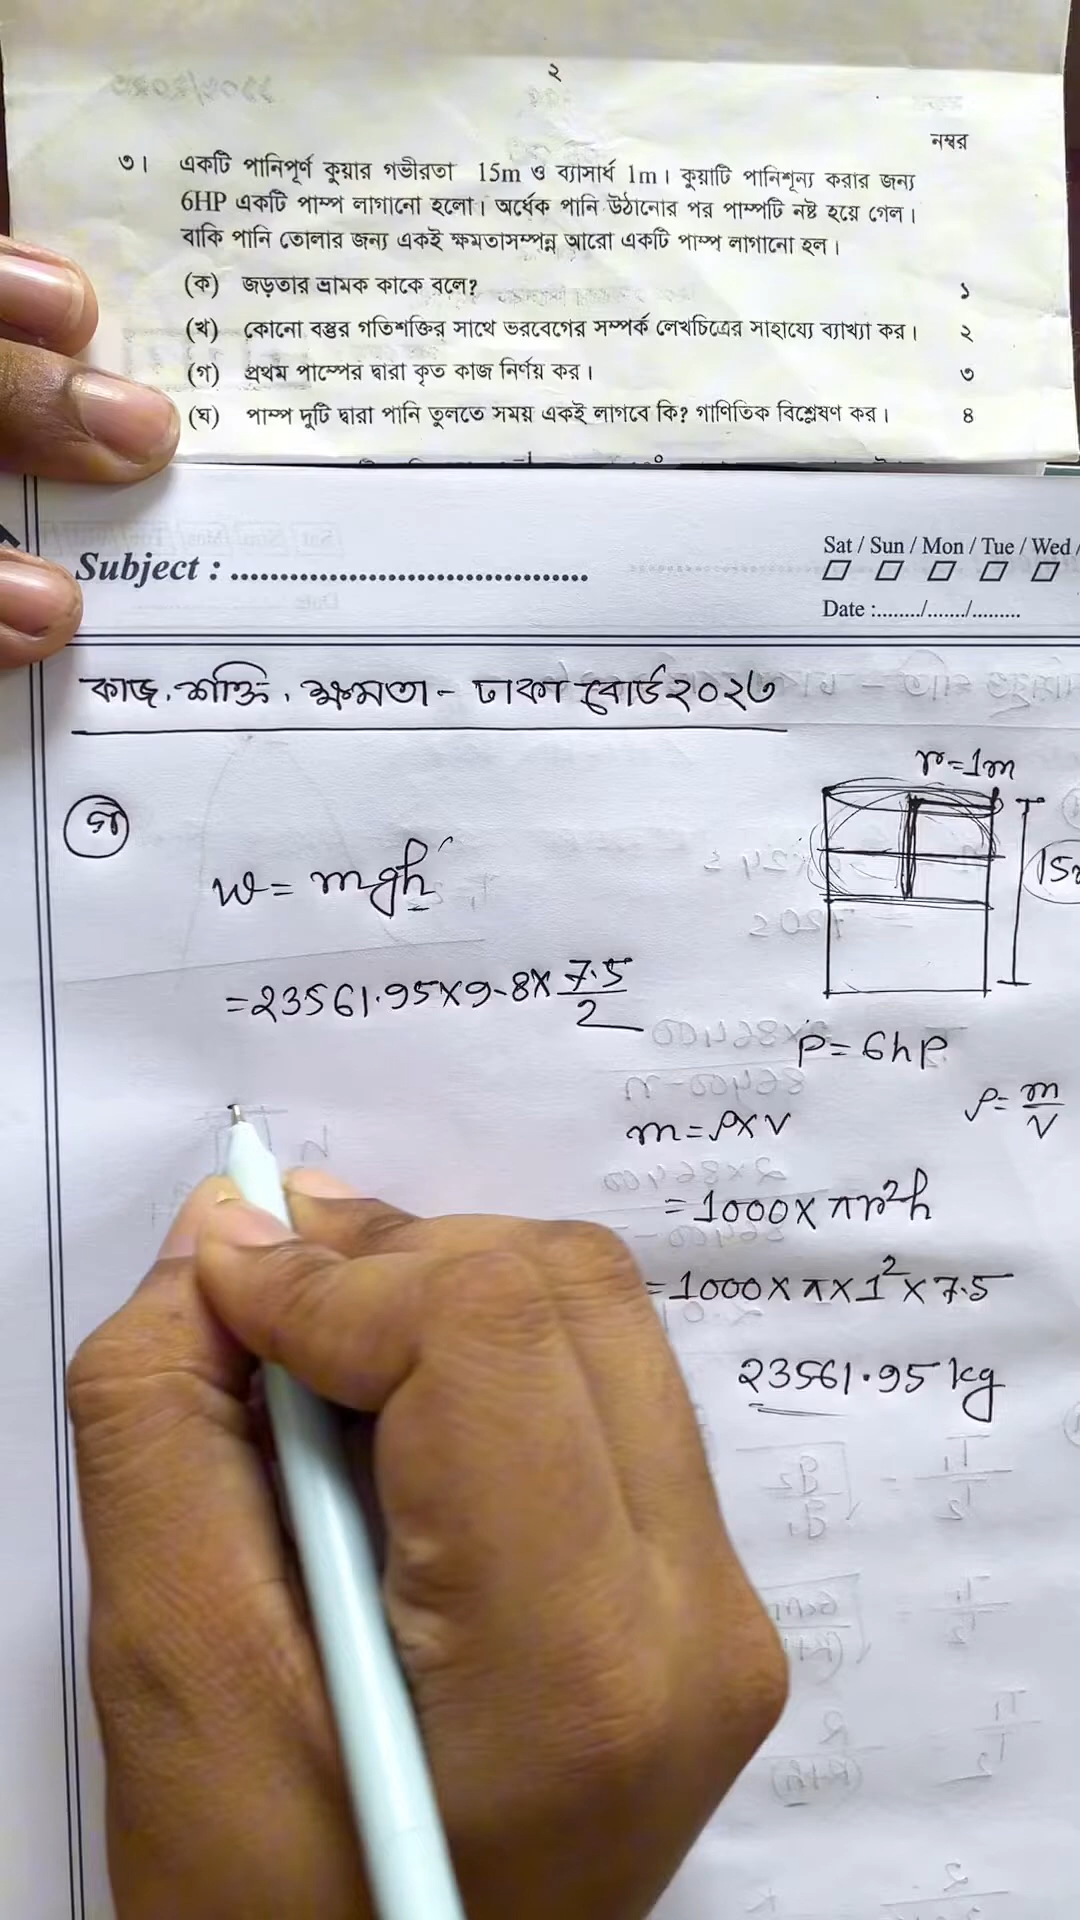 ২
নম্বর
৩। একটি পানিপূর্ণ কুয়ার গভীরতা 15m ও ব্যাসার্ধ 1m। কুয়াটি পানিশূন্য করার জন্য
6HP একটি পাম্প লাগানো হলো। অর্ধেক পানি উঠানোর পর পাম্পটি নষ্ট হয়ে গেল।
বাকি পানি তোলার জন্য একই ক্ষমতাসম্পন্ন আরো একটি পাম্প লাগানো হল।
(ক) জড়তার ভ্রামক কাকে বলে? ১
(খ) কোনো বস্তুর গতিশক্তির সাথে ভরবেগের সম্পর্ক লেখচিত্রের সাহায্যে ব্যাখ্যা কর। ২
(গ) প্রথম পাম্পের দ্বারা কৃত কাজ নির্ণয় কর। ৩
(ঘ) পাম্প দুটি দ্বারা পানি তুলতে সময় একই লাগবে কি? গাণিতিক বিশ্লেষণ কর। ৪
Sat / Sun / Mon / Tue / Wed /
Subject : ....................................
Date :......../......./.........
কাজ, শক্তি, ক্ষমতা - ঢাকা বোর্ড ২০২৩
r = 1m
গ
w = mgh′
15
= 23561.95 × 9.8 × 7.5/2
P = 6hp
ρ = m/v
m = ρ × v
= 1000 × πr²h
= 1000 × π × 1² × 7.5
23561.95 kg